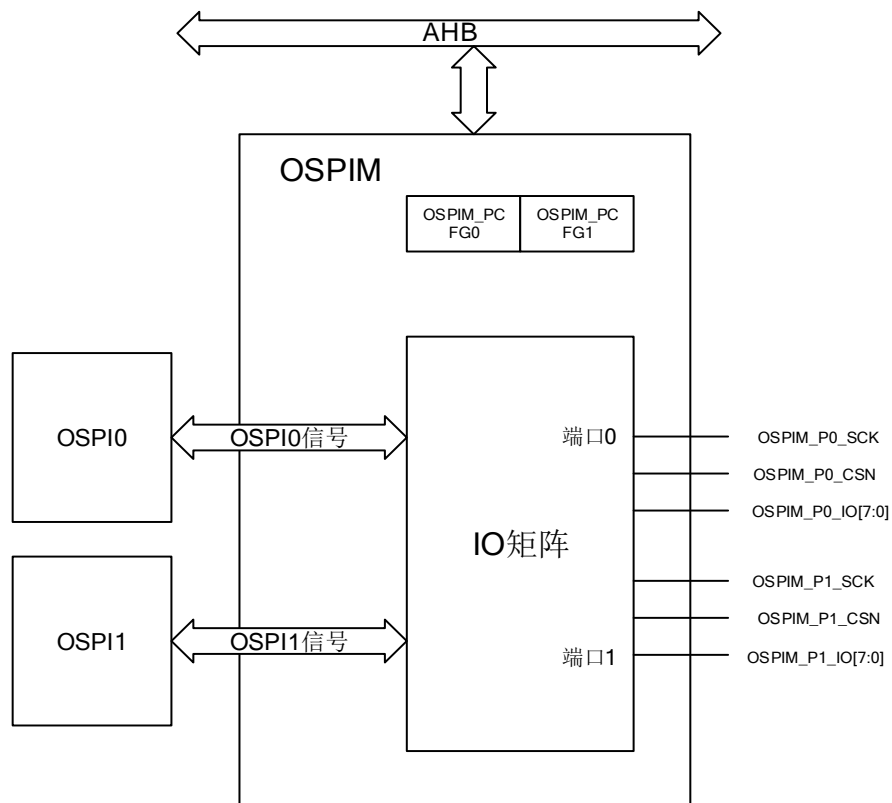 AHB
OSPIM
OSPIM_PC
FG0
OSPIM_PC
FG1
OSPI0
OSPI0信号
端口0
OSPIM_P0_SCK
OSPIM_P0_CSN
OSPIM_P0_IO[7:0]
IO矩阵
OSPIM_P1_SCK
OSPIM_P1_CSN
OSPI1
OSPI1信号
端口1
OSPIM_P1_IO[7:0]